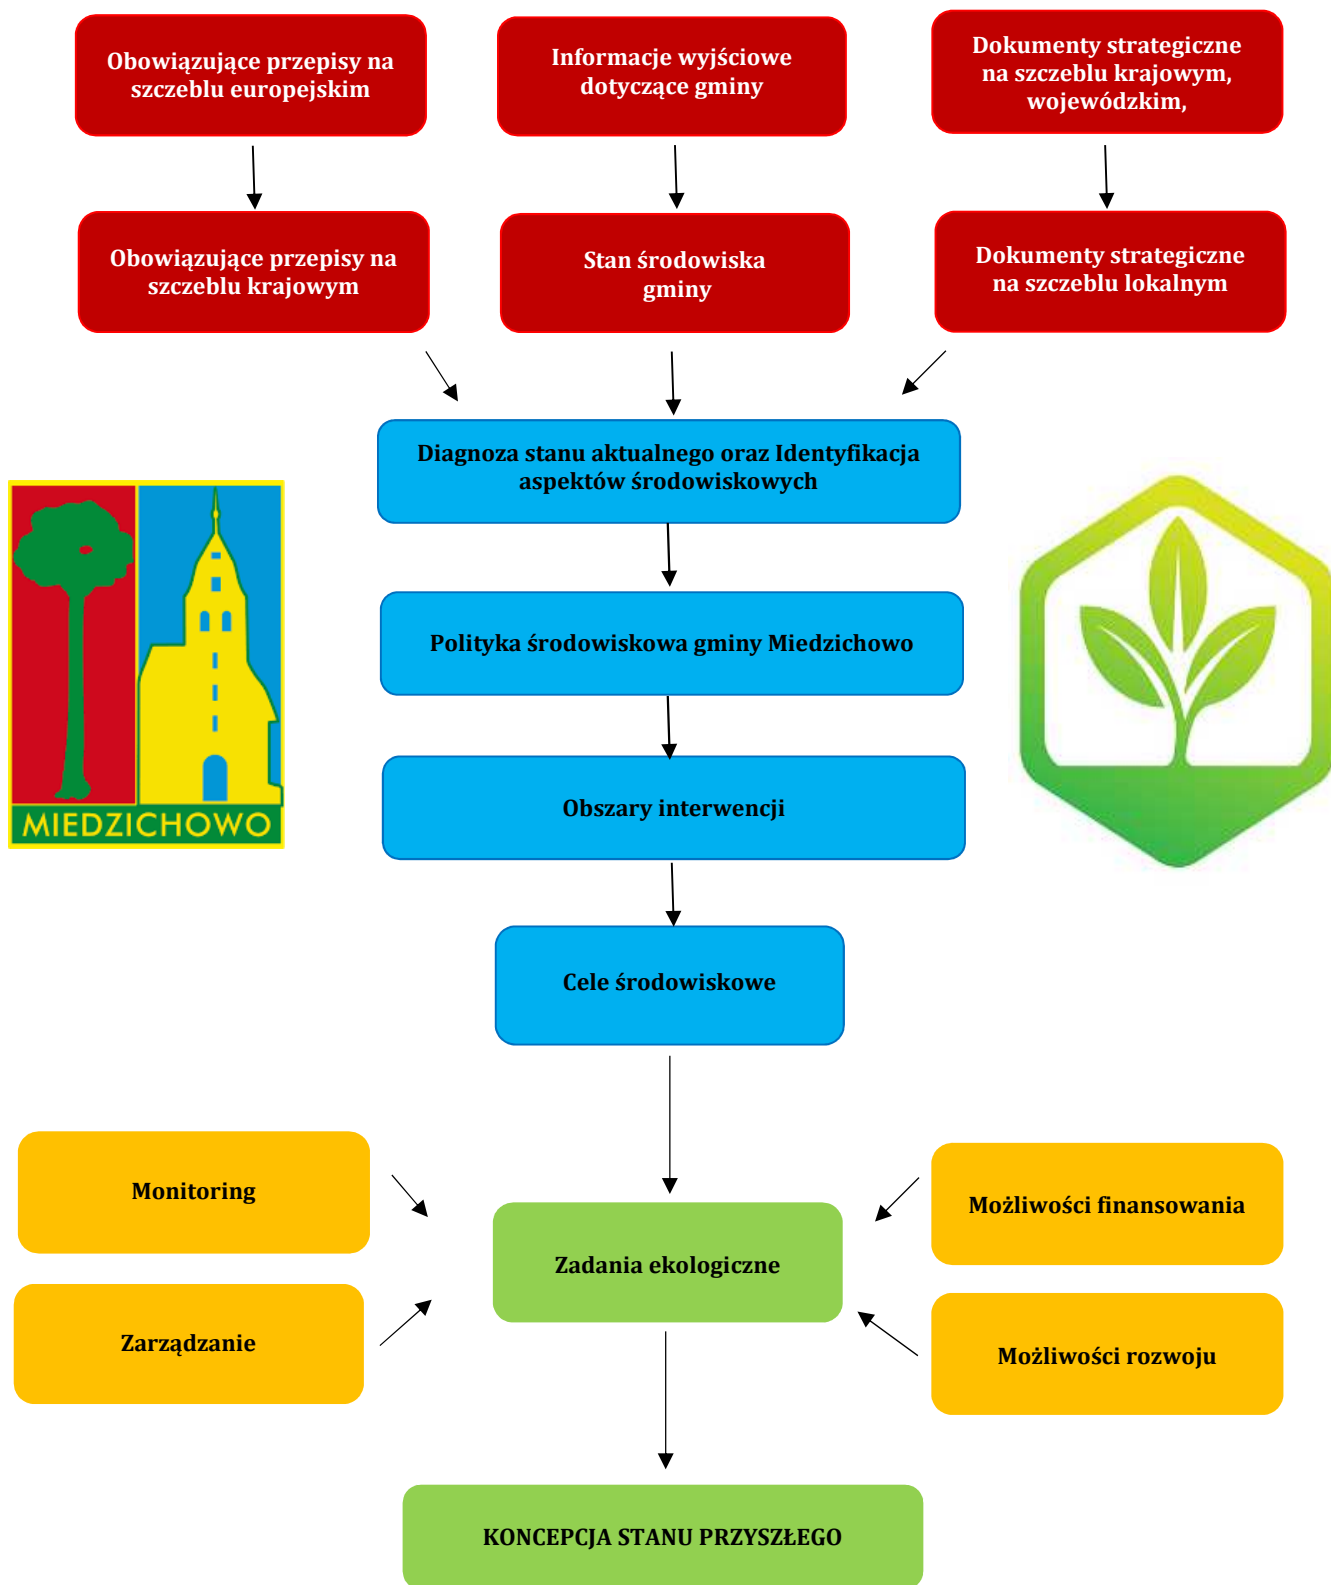 Obowiązujące przepisy na
szczeblu europejskim
Informacje wyjściowe
dotyczące gminy
Dokumenty strategiczne
na szczeblu krajowym,
wojewódzkim,
Obowiązujące przepisy na
szczeblu krajowym
Stan środowiska
gminy
Dokumenty strategiczne
na szczeblu lokalnym
Diagnoza stanu aktualnego oraz Identyfikacja
aspektów środowiskowych
Polityka środowiskowa gminy Miedzichowo
Obszary interwencji
MIEDZICHOWO
Cele środowiskowe
Monitoring
Możliwości finansowania
Zadania ekologiczne
Zarządzanie
Możliwości rozwoju
KONCEPCJA STANU PRZYSZŁEGO